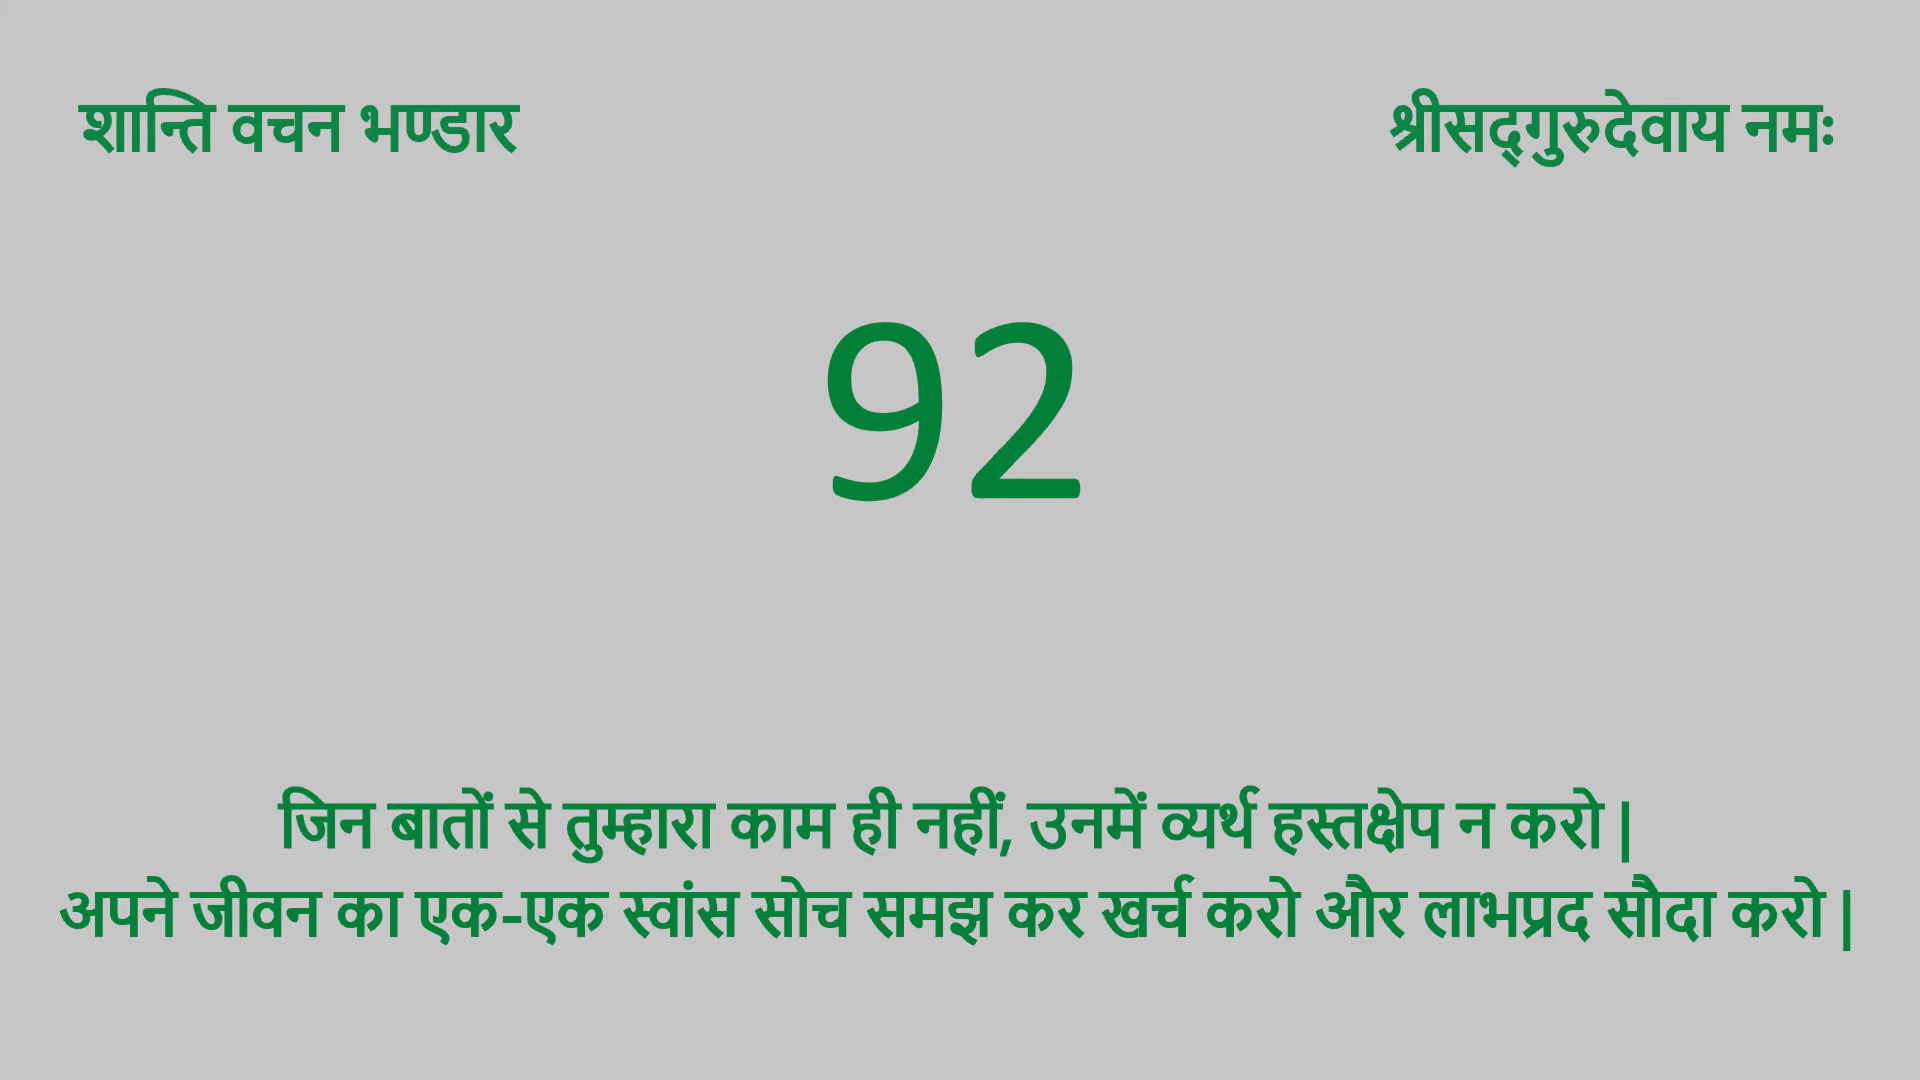 शान्ति वचन भण्डार
श्रीसद्‌गुरुदेवाय नमः
92
जिन बातों से तुम्हारा काम ही नहीं, उनमें व्यर्थ हस्तक्षेप न करो |
अपने जीवन का एक-एक स्वांस सोच समझ कर खर्च करो और लाभप्रद सौदा करो |